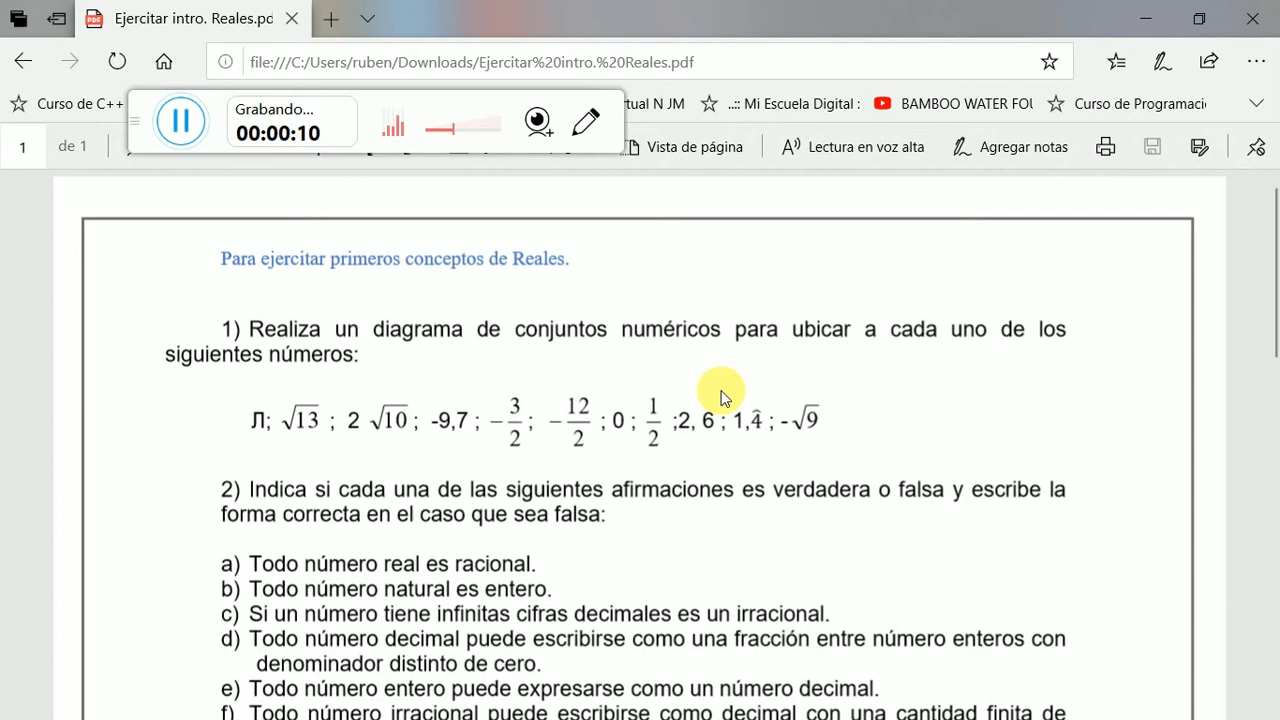 Ejercitar intro. Reales.pd
file:///C:/Users/ruben/Downloads/Ejercitar%20intro.%20Reales.pdf
Curso de C++
Grabando...
00:00:10
tual N JM
..:: Mi Escuela Digital :
BAMBOO WATER FOU
Curso de Programaci
1
de 1
Vista de página
Lectura en voz alta
Agregar notas
Para ejercitar primeros conceptos de Reales.
1) Realiza un diagrama de conjuntos numéricos para ubicar a cada uno de los
siguientes números:
Л; √13 ; 2 √10 ; -9,7 ; −3/2 ; −12/2 ; 0 ; 1/2 ;2, 6 ; 1,4̂ ; -√9
2) Indica si cada una de las siguientes afirmaciones es verdadera o falsa y escribe la
forma correcta en el caso que sea falsa:
a) Todo número real es racional.
b) Todo número natural es entero.
c) Si un número tiene infinitas cifras decimales es un irracional.
d) Todo número decimal puede escribirse como una fracción entre número enteros con
denominador distinto de cero.
e) Todo número entero puede expresarse como un número decimal.
f) Todo número irracional puede escribirse como decimal con una cantidad finita de